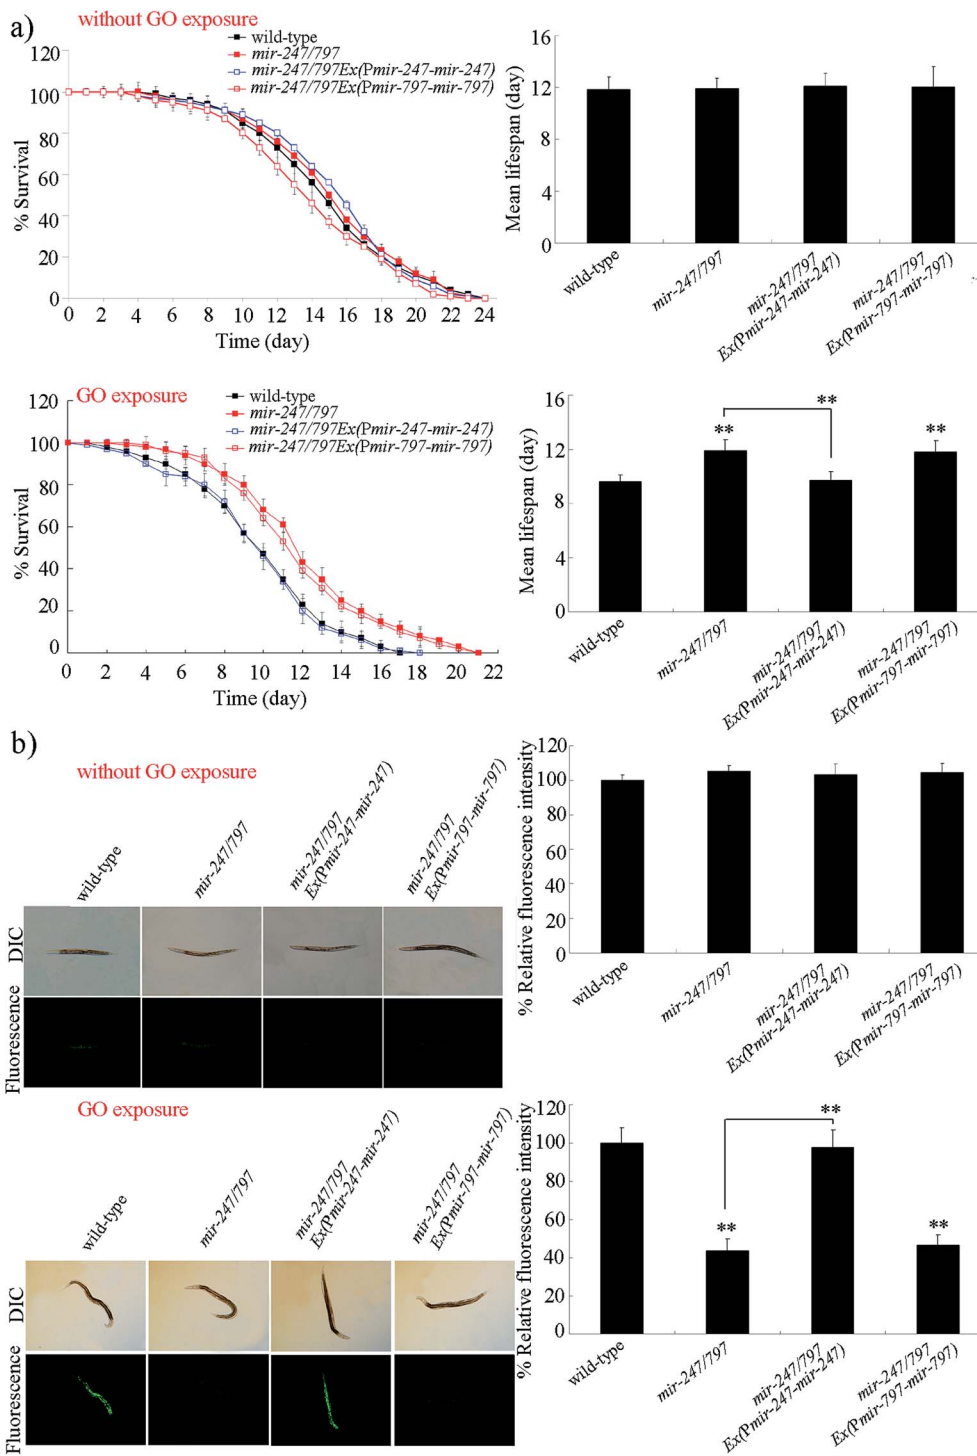 a)
without GO exposure
wild-type
mir-247/797
mir-247/797Ex(Pmir-247-mir-247)
mir-247/797Ex(Pmir-797-mir-797)
% Survival
120
100
80
60
40
20
0
0 2 4 6 8 10 12 14 16 18 20 22 24
Time (day)
Mean lifespan (day)
16
12
8
4
0
wild-type
mir-247/797
mir-247/797
Ex(Pmir-247-mir-247)
mir-247/797
Ex(Pmir-797-mir-797)
GO exposure
wild-type
mir-247/797
mir-247/797Ex(Pmir-247-mir-247)
mir-247/797Ex(Pmir-797-mir-797)
% Survival
120
100
80
60
40
20
0
0 2 4 6 8 10 12 14 16 18 20 22
Time (day)
Mean lifespan (day)
16
12
8
4
0
**
**
**
wild-type
mir-247/797
mir-247/797
Ex(Pmir-247-mir-247)
mir-247/797
Ex(Pmir-797-mir-797)
b)
without GO exposure
wild-type
mir-247/797
mir-247/797
Ex(Pmir-247-mir-247)
mir-247/797
Ex(Pmir-797-mir-797)
DIC
Fluorescence
% Relative fluorescence intensity
120
100
80
60
40
20
0
wild-type
mir-247/797
mir-247/797
Ex(Pmir-247-mir-247)
mir-247/797
Ex(Pmir-797-mir-797)
GO exposure
wild-type
mir-247/797
mir-247/797
Ex(Pmir-247-mir-247)
mir-247/797
Ex(Pmir-797-mir-797)
DIC
Fluorescence
% Relative fluorescence intensity
120
100
80
60
40
20
0
**
**
**
wild-type
mir-247/797
mir-247/797
Ex(Pmir-247-mir-247)
mir-247/797
Ex(Pmir-797-mir-797)